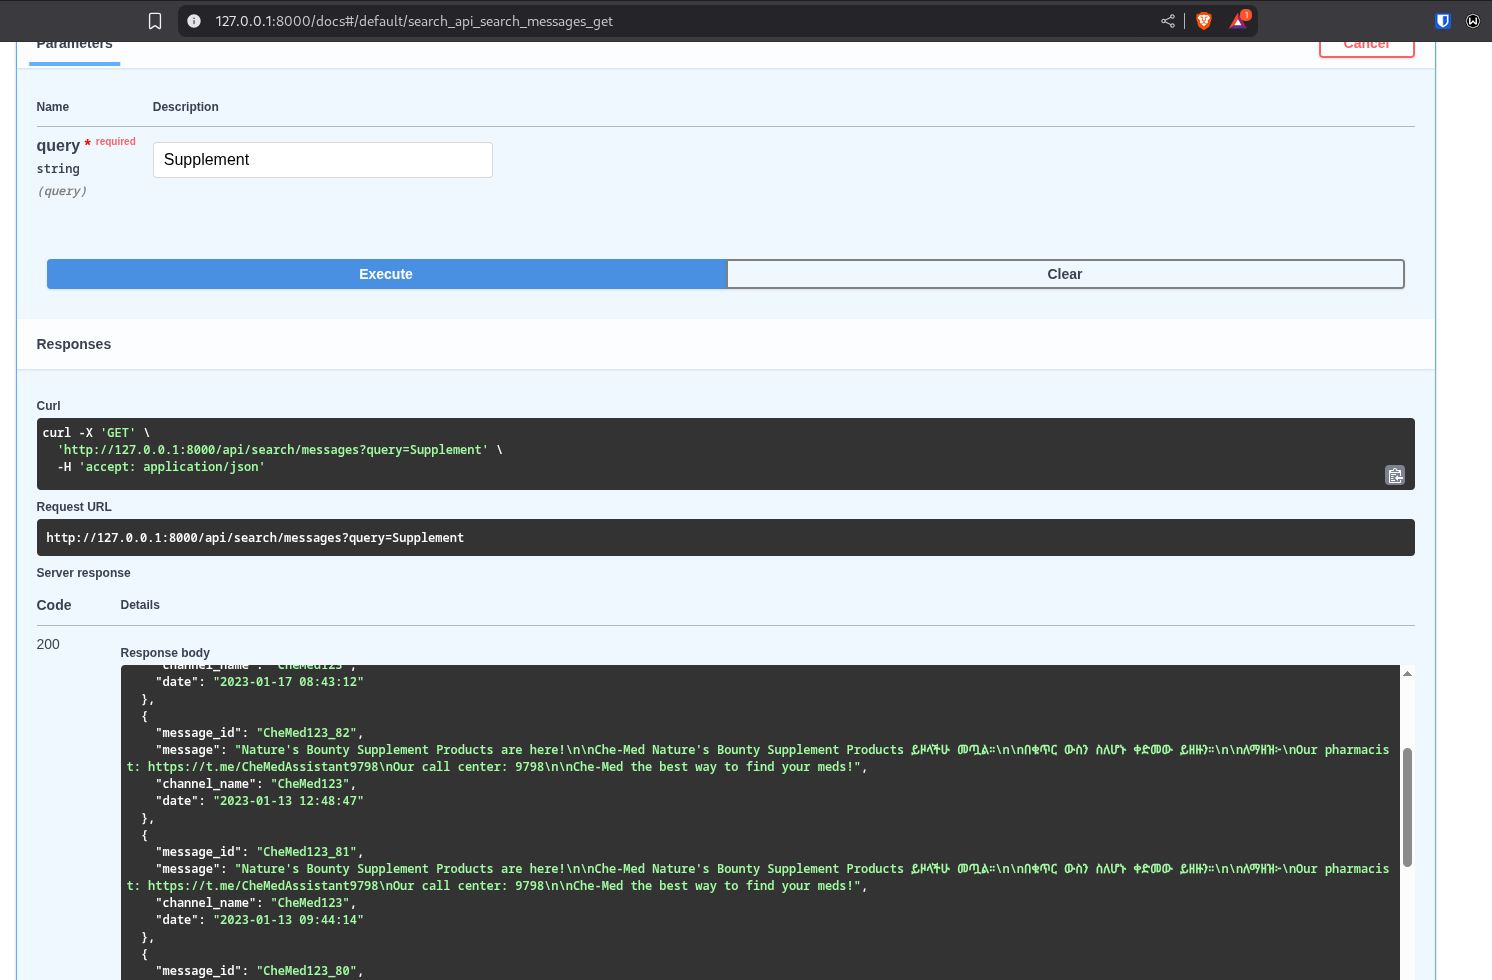 127.0.0.1:8000/docs#/default/search_api_search_messages_get
1
Parameters
Cancel
Name
Description
query * required
string
(query)
Supplement
Execute
Clear
Responses
Curl
curl -X 'GET' \
'http://127.0.0.1:8000/api/search/messages?query=Supplement' \
-H 'accept: application/json'
Request URL
http://127.0.0.1:8000/api/search/messages?query=Supplement
Server response
Code
Details
200
Response body
"channel_name": "CheMed123",
"date": "2023-01-17 08:43:12"
},
{
"message_id": "CheMed123_82",
"message": "Nature's Bounty Supplement Products are here!\n\nChe-Med Nature's Bounty Supplement Products ይዞላችሁ መጧል።\n\nበቁጥር ውስን ስለሆኑ ቀድመው ይዘዙን።\n\nለማዘዝ፦\nOur pharmacis
t: https://t.me/CheMedAssistant9798\nOur call center: 9798\n\nChe-Med the best way to find your meds!",
"channel_name": "CheMed123",
"date": "2023-01-13 12:48:47"
},
{
"message_id": "CheMed123_81",
"message": "Nature's Bounty Supplement Products are here!\n\nChe-Med Nature's Bounty Supplement Products ይዞላችሁ መጧል።\n\nበቁጥር ውስን ስለሆኑ ቀድመው ይዘዙን።\n\nለማዘዝ፦\nOur pharmacis
t: https://t.me/CheMedAssistant9798\nOur call center: 9798\n\nChe-Med the best way to find your meds!",
"channel_name": "CheMed123",
"date": "2023-01-13 09:44:14"
},
{
"message_id": "CheMed123_80",